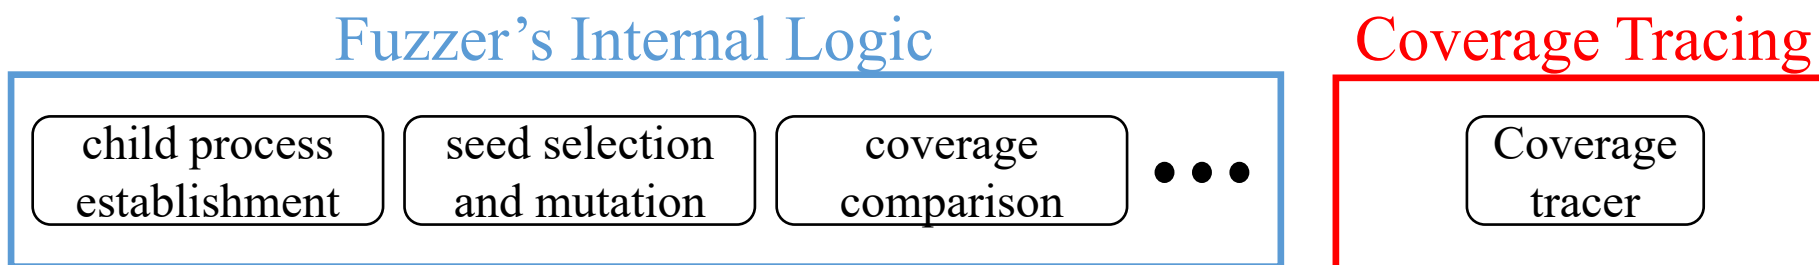 Fuzzer’s Internal Logic
Coverage Tracing
child process
establishment
seed selection
and mutation
coverage
comparison
Coverage
tracer